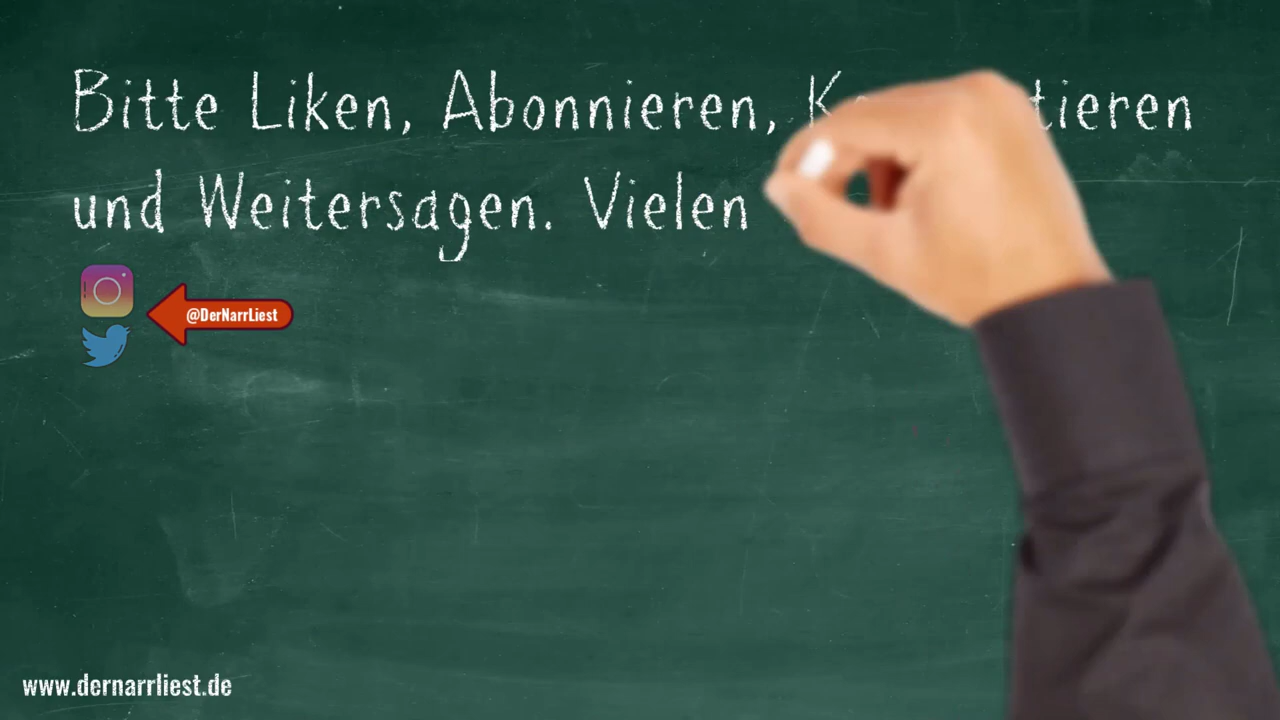 Bitte Liken, Abonnieren,
und Weitersagen. Vielen
@DerNarrLiest
www.dernarrliest.de